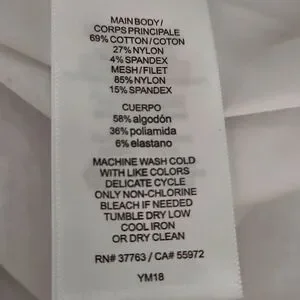 MAIN BODY/
CORPS PRINCIPALE
69% COTTON/COTON
27% NYLON
4% SPANDEX
MESH/FILET
85% NYLON
15% SPANDEX
CUERPO
58% algodón
36% poliamida
6% elastano
MACHINE WASH COLD
WITH LIKE COLORS
DELICATE CYCLE
ONLY NON-CHLORINE
BLEACH IF NEEDED
TUMBLE DRY LOW
COOL IRON
OR DRY CLEAN
RN# 37763 / CA# 55972
YM18